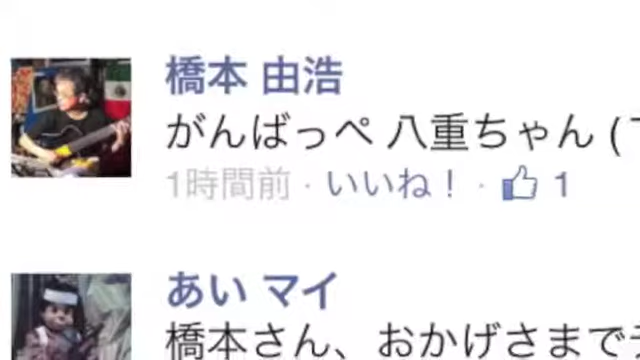 橋本 由浩
がんばっぺ 八重ちゃん (
1時間前 · いいね！ · 1
あい マイ
橋本さん、おかげさまで